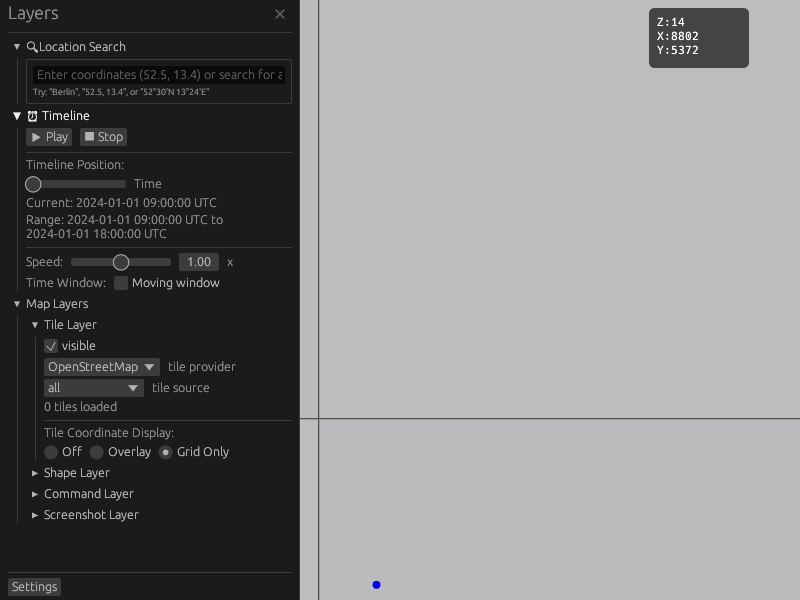 Layers
Location Search
Enter coordinates (52.5, 13.4) or search for a
Try: "Berlin", "52.5, 13.4", or "52°30'N 13°24'E"
Timeline
Play Stop
Timeline Position:
Time
Current: 2024-01-01 09:00:00 UTC
Range: 2024-01-01 09:00:00 UTC to
2024-01-01 18:00:00 UTC
Speed: 1.00 x
Time Window: Moving window
Map Layers
Tile Layer
visible
OpenStreetMap tile provider
all tile source
0 tiles loaded
Tile Coordinate Display:
Off Overlay Grid Only
Shape Layer
Command Layer
Screenshot Layer
Settings
Z:14
X:8802
Y:5372